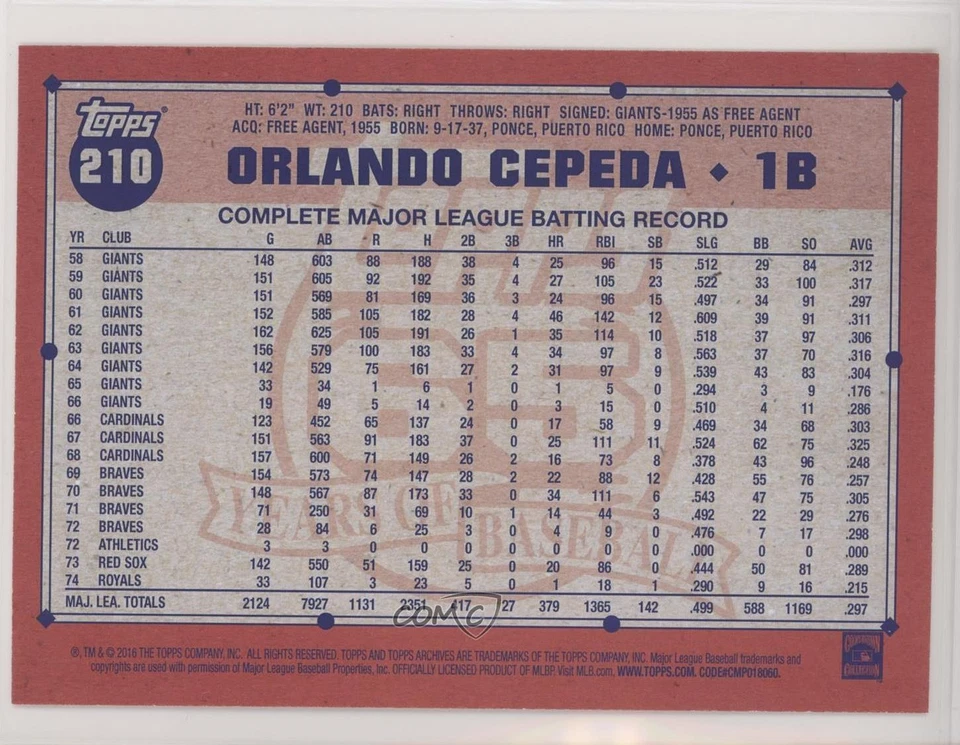 Topps®
210
HT: 6'2" WT: 210 BATS: RIGHT THROWS: RIGHT SIGNED: GIANTS-1955 AS FREE AGENT
ACQ: FREE AGENT, 1955 BORN: 9-17-37, PONCE, PUERTO RICO HOME: PONCE, PUERTO RICO
ORLANDO CEPEDA ◆ 1B
COMPLETE MAJOR LEAGUE BATTING RECORD
YR CLUB G AB R H 2B 3B HR RBI SB SLG BB SO AVG
58 GIANTS 148 603 88 188 38 4 25 96 15 .512 29 84 .312
59 GIANTS 151 605 92 192 35 4 27 105 23 .522 33 100 .317
60 GIANTS 151 569 81 169 36 3 24 96 15 .497 34 91 .297
61 GIANTS 152 585 105 182 28 4 46 142 12 .609 39 91 .311
62 GIANTS 162 625 105 191 26 1 35 114 10 .518 37 97 .306
63 GIANTS 156 579 100 183 33 4 34 97 8 .563 37 70 .316
64 GIANTS 142 529 75 161 27 2 31 97 9 .539 43 83 .304
65 GIANTS 33 34 1 6 1 0 1 5 0 .294 3 9 .176
66 GIANTS 19 49 5 14 2 0 3 15 0 .510 4 11 .286
66 CARDINALS 123 452 65 137 24 0 17 58 9 .469 34 68 .303
67 CARDINALS 151 563 91 183 37 0 25 111 11 .524 62 75 .325
68 CARDINALS 157 600 71 149 26 2 16 73 8 .378 43 96 .248
69 BRAVES 154 573 74 147 28 2 22 88 12 .428 55 76 .257
70 BRAVES 148 567 87 173 33 0 34 111 6 .543 47 75 .305
71 BRAVES 71 250 31 69 10 1 14 44 3 .492 22 29 .276
72 BRAVES 28 84 6 25 3 0 4 9 0 .476 7 17 .298
72 ATHLETICS 3 3 0 0 0 0 0 0 0 .000 0 0 .000
73 RED SOX 142 550 51 159 25 0 20 86 0 .444 50 81 .289
74 ROYALS 33 107 3 23 5 0 1 18 1 .290 9 16 .215
MAJ. LEA. TOTALS 2124 7927 1131 2351 417 27 379 1365 142 .499 588 1169 .297
65
YEARS OF BASEBALL
COMC
®, TM & © 2016 THE TOPPS COMPANY, INC. ALL RIGHTS RESERVED. TOPPS AND TOPPS ARCHIVES ARE TRADEMARKS OF THE TOPPS COMPANY, INC. Major League Baseball trademarks and
copyrights are used with permission of Major League Baseball Properties, Inc. OFFICIALLY LICENSED PRODUCT OF MLBP. Visit MLB.com. WWW.TOPPS.COM. CODE#CMP018060.
COOPERSTOWN
COLLECTION